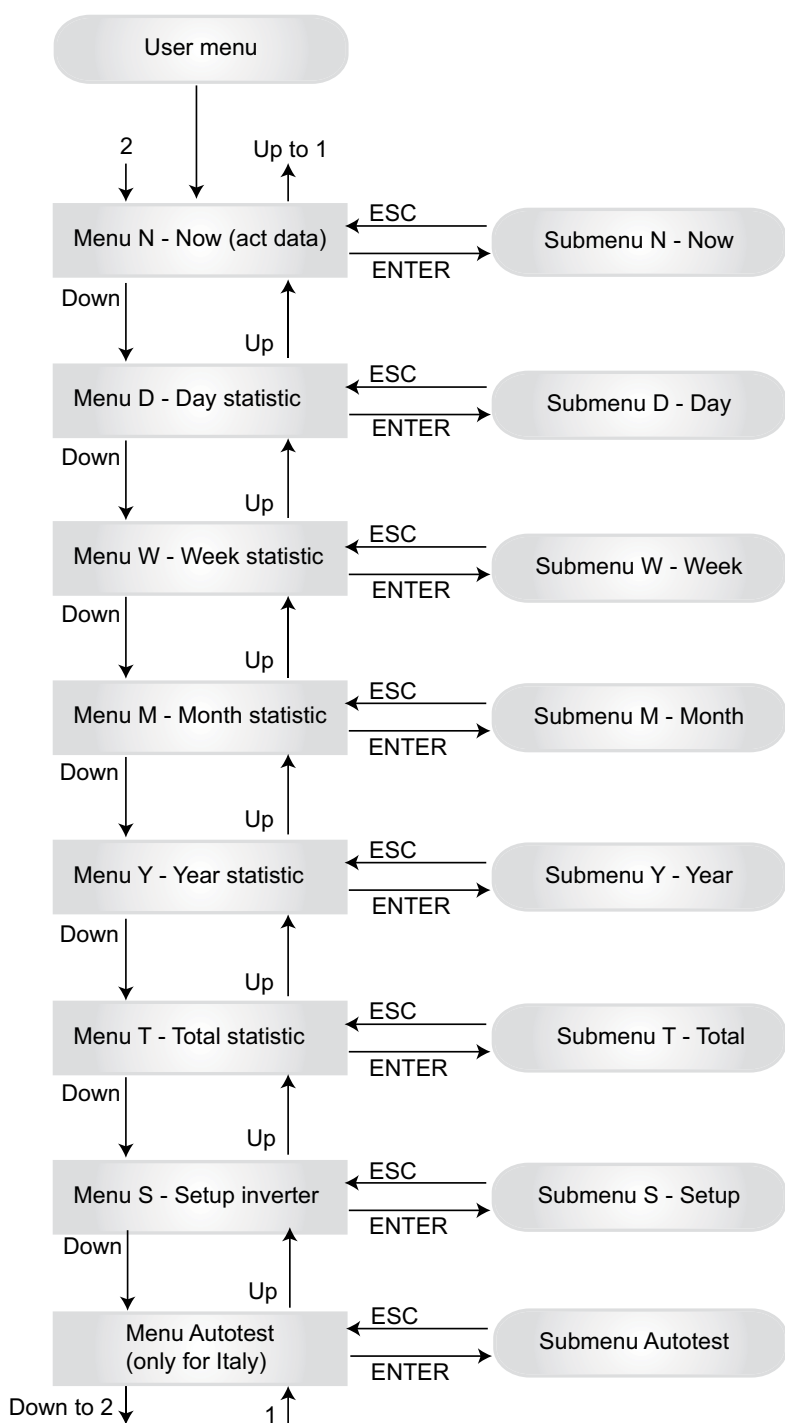 User menu
2
Up to 1
Menu N - Now (act data)
ESC
ENTER
Submenu N - Now
Down
Up
Menu D - Day statistic
ESC
ENTER
Submenu D - Day
Down
Up
Menu W - Week statistic
ESC
ENTER
Submenu W - Week
Down
Up
Menu M - Month statistic
ESC
ENTER
Submenu M - Month
Down
Up
Menu Y - Year statistic
ESC
ENTER
Submenu Y - Year
Down
Up
Menu T - Total statistic
ESC
ENTER
Submenu T - Total
Down
Up
Menu S - Setup inverter
ESC
ENTER
Submenu S - Setup
Down
Up
Menu Autotest
(only for Italy)
ESC
ENTER
Submenu Autotest
Down to 2
1